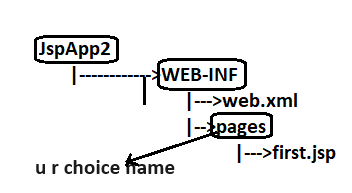 JspApp2
|------------>WEB-INF
|--->web.xml
|-->pages
|--->first.jsp
u r choice name